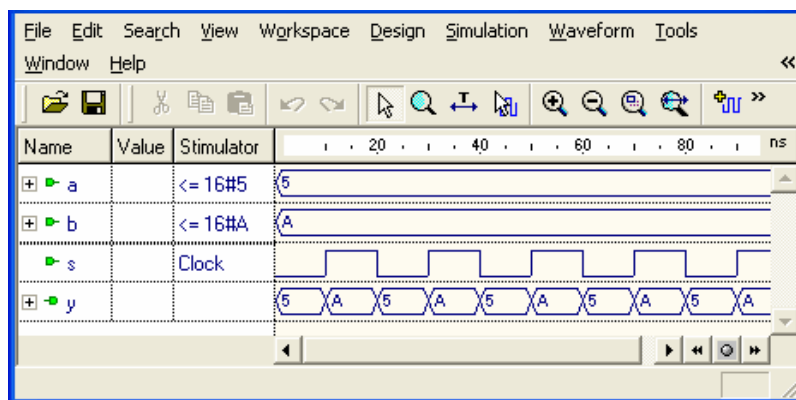 File Edit Search View Workspace Design Simulation Waveform Tools
Window Help
Name Value Stimulator 20 40 60 80 ns
a <= 16#5 5
b <= 16#A A
s Clock
y 5 A 5 A 5 A 5 A 5 A